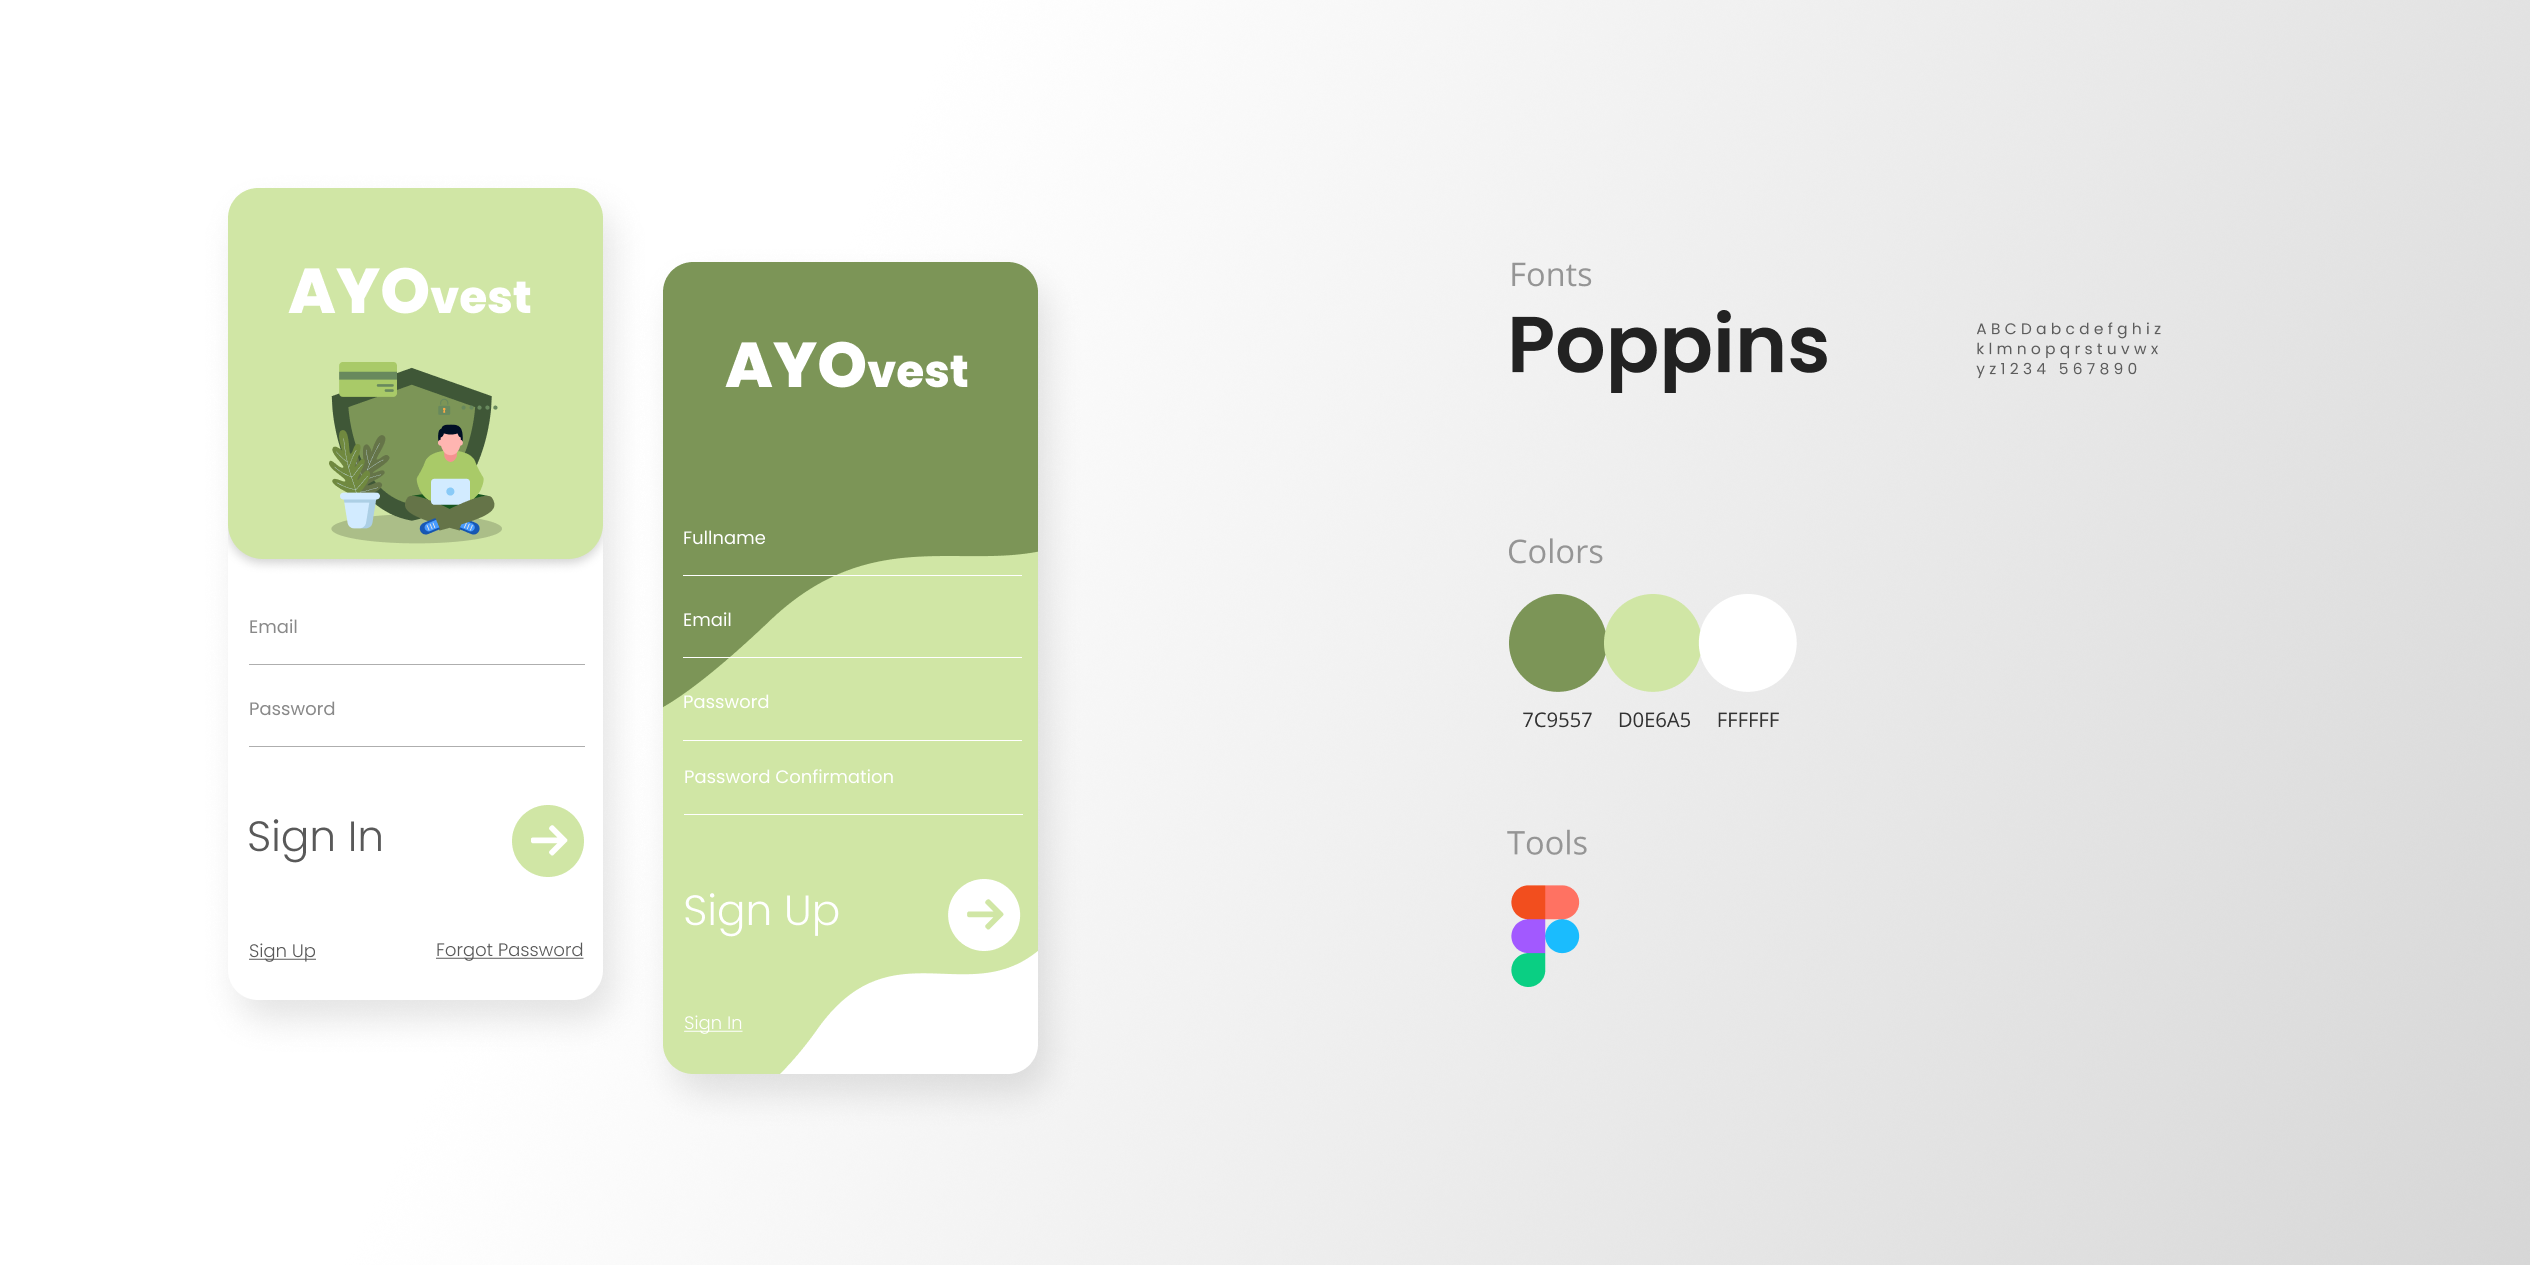 AYOvest
Email
Password
Sign In
Sign Up
Forgot Password
AYOvest
Fullname
Email
Password
Password Confirmation
Sign Up
Sign In
Fonts
Poppins
ABCDabcdefghiz
klmnopqrstuvwx
yz1234 567890
Colors
7C9557
D0E6A5
FFFFFF
Tools